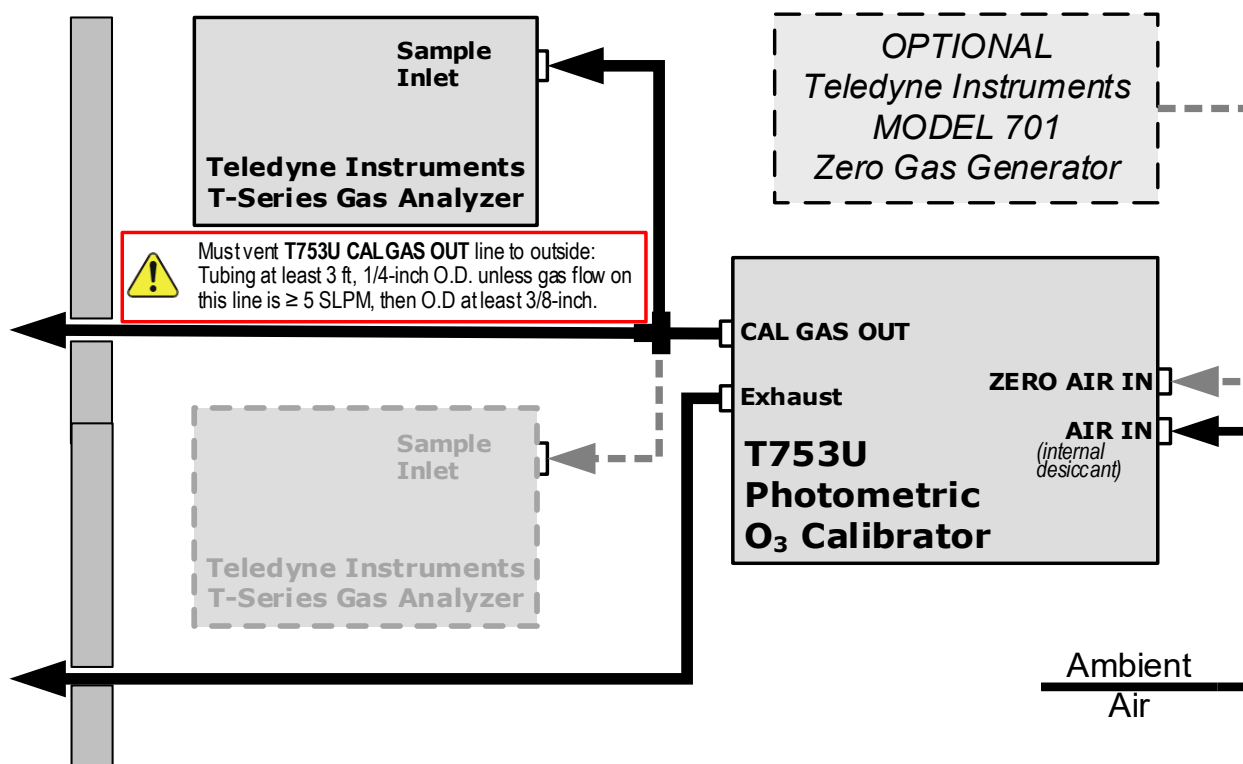 Sample
Inlet
Teledyne Instruments
T-Series Gas Analyzer
OPTIONAL
Teledyne Instruments
MODEL 701
Zero Gas Generator
Must vent T753U CAL GAS OUT line to outside:
Tubing at least 3 ft, 1/4-inch O.D. unless gas flow on
this line is ≥ 5 SLPM, then O.D at least 3/8-inch.
CAL GAS OUT
Exhaust
ZERO AIR IN
AIR IN
(internal
desiccant)
T753U
Photometric
O₃ Calibrator
Sample
Inlet
Teledyne Instruments
T-Series Gas Analyzer
Ambient
Air